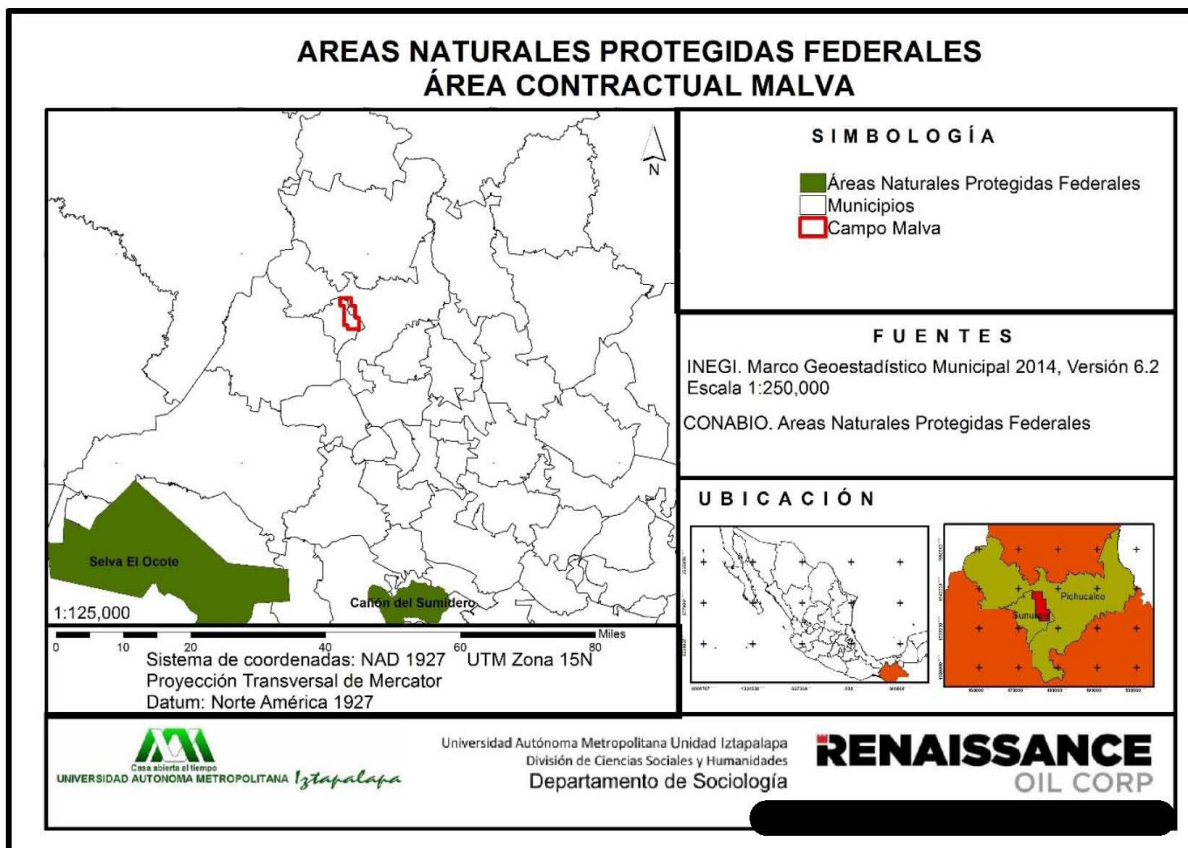 AREAS NATURALES PROTEGIDAS FEDERALES
ÁREA CONTRACTUAL MALVA
N
Selva El Ocote
Cañón del Sumidero
1:125,000
0 10 20 40 60 80 Miles
Sistema de coordenadas: NAD 1927 UTM Zona 15N
Proyección Transversal de Mercator
Datum: Norte América 1927
SIMBOLOGÍA
Áreas Naturales Protegidas Federales
Municipios
Campo Malva
FUENTES
INEGI. Marco Geoestadístico Municipal 2014, Versión 6.2
Escala 1:250,000
CONABIO. Areas Naturales Protegidas Federales
UBICACIÓN
Pichucalco
Casa abierta al tiempo
UNIVERSIDAD AUTONOMA METROPOLITANA Iztapalapa
Universidad Autónoma Metropolitana Unidad Iztapalapa
División de Ciencias Sociales y Humanidades
Departamento de Sociología
RENAISSANCE
OIL CORP